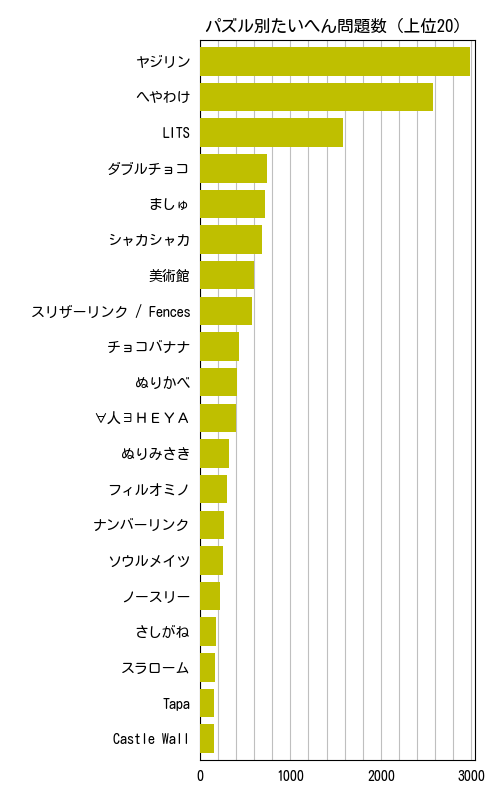 パズル別たいへん問題数 (上位20)
ヤジリン
へやわけ
LITS
ダブルチョコ
ましゅ
シャカシャカ
美術館
スリザーリンク / Fences
チョコバナナ
ぬりかべ
∀人∃ＨＥＹＡ
ぬりみさき
フィルオミノ
ナンバーリンク
ソウルメイツ
ノースリー
さしがね
スラローム
Tapa
Castle Wall
0 1000 2000 3000